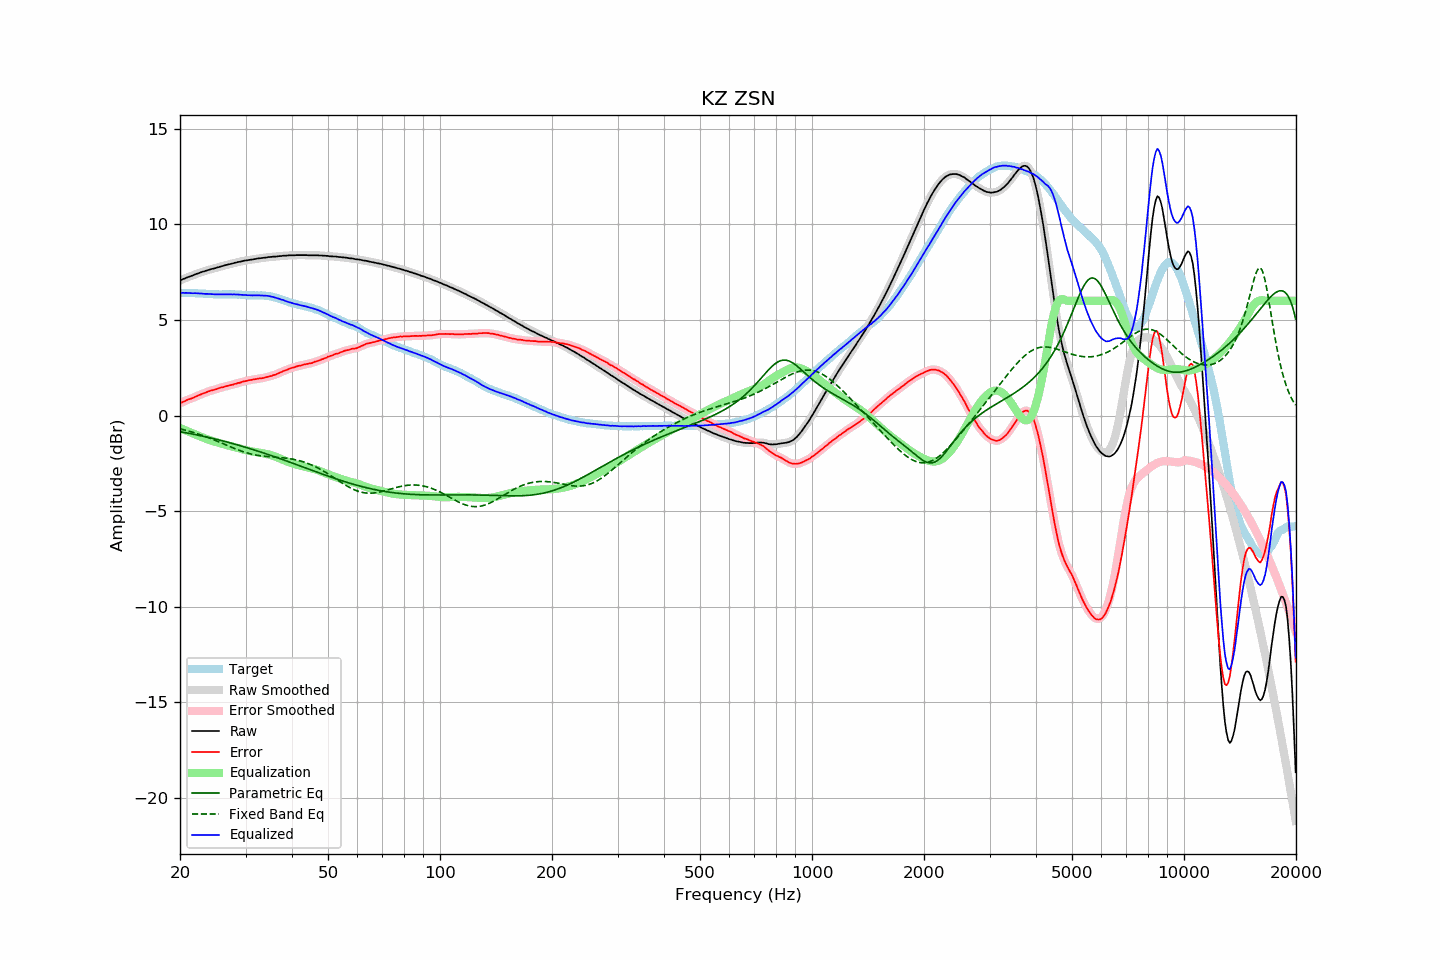 KZ ZSN
15
10
5
0
−5
−10
−15
−20
Amplitude (dBr)
Target
Raw Smoothed
Error Smoothed
Raw
Error
Equalization
Parametric Eq
Fixed Band Eq
Equalized
20 50 100 200 500 1000 2000 5000 10000 20000
Frequency (Hz)